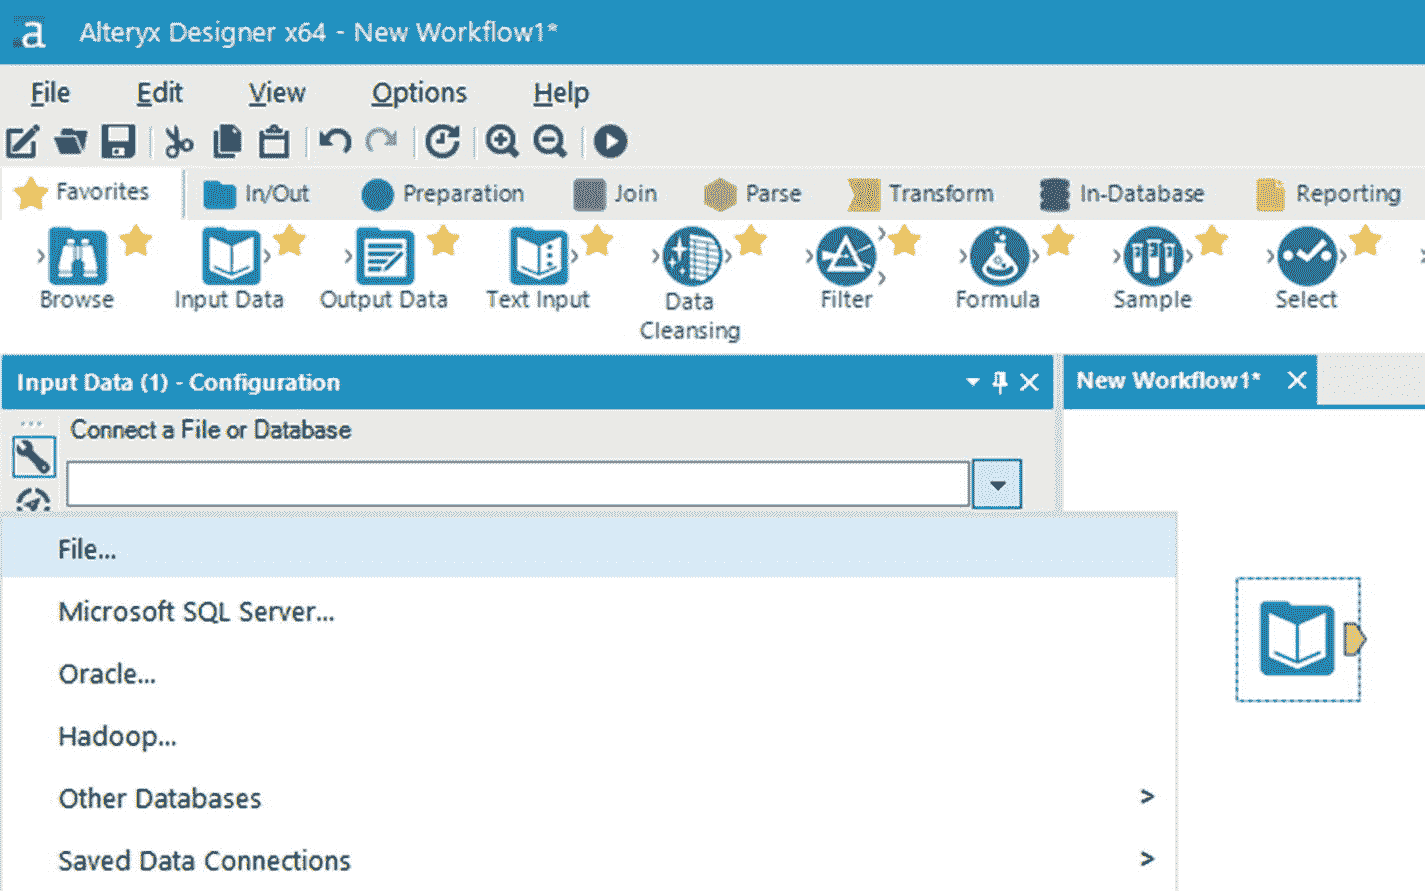 a Alteryx Designer x64 - New Workflow1*
File Edit View Options Help
Favorites In/Out Preparation Join Parse Transform In-Database Reporting
Browse Input Data Output Data Text Input Data Cleansing Filter Formula Sample Select
Input Data (1) - Configuration
New Workflow1*
Connect a File or Database
File...
Microsoft SQL Server...
Oracle...
Hadoop...
Other Databases >
Saved Data Connections >